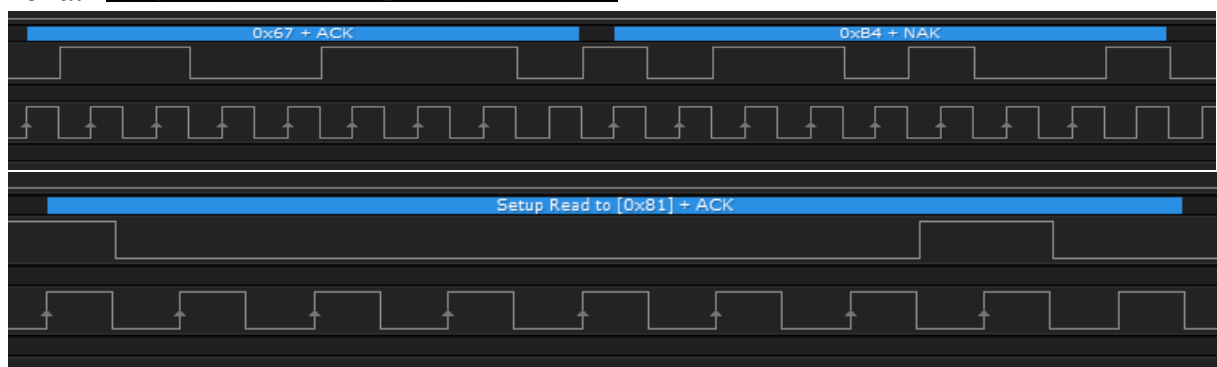 0x67 + ACK
0xB4 + NAK
Setup Read to [0x81] + ACK